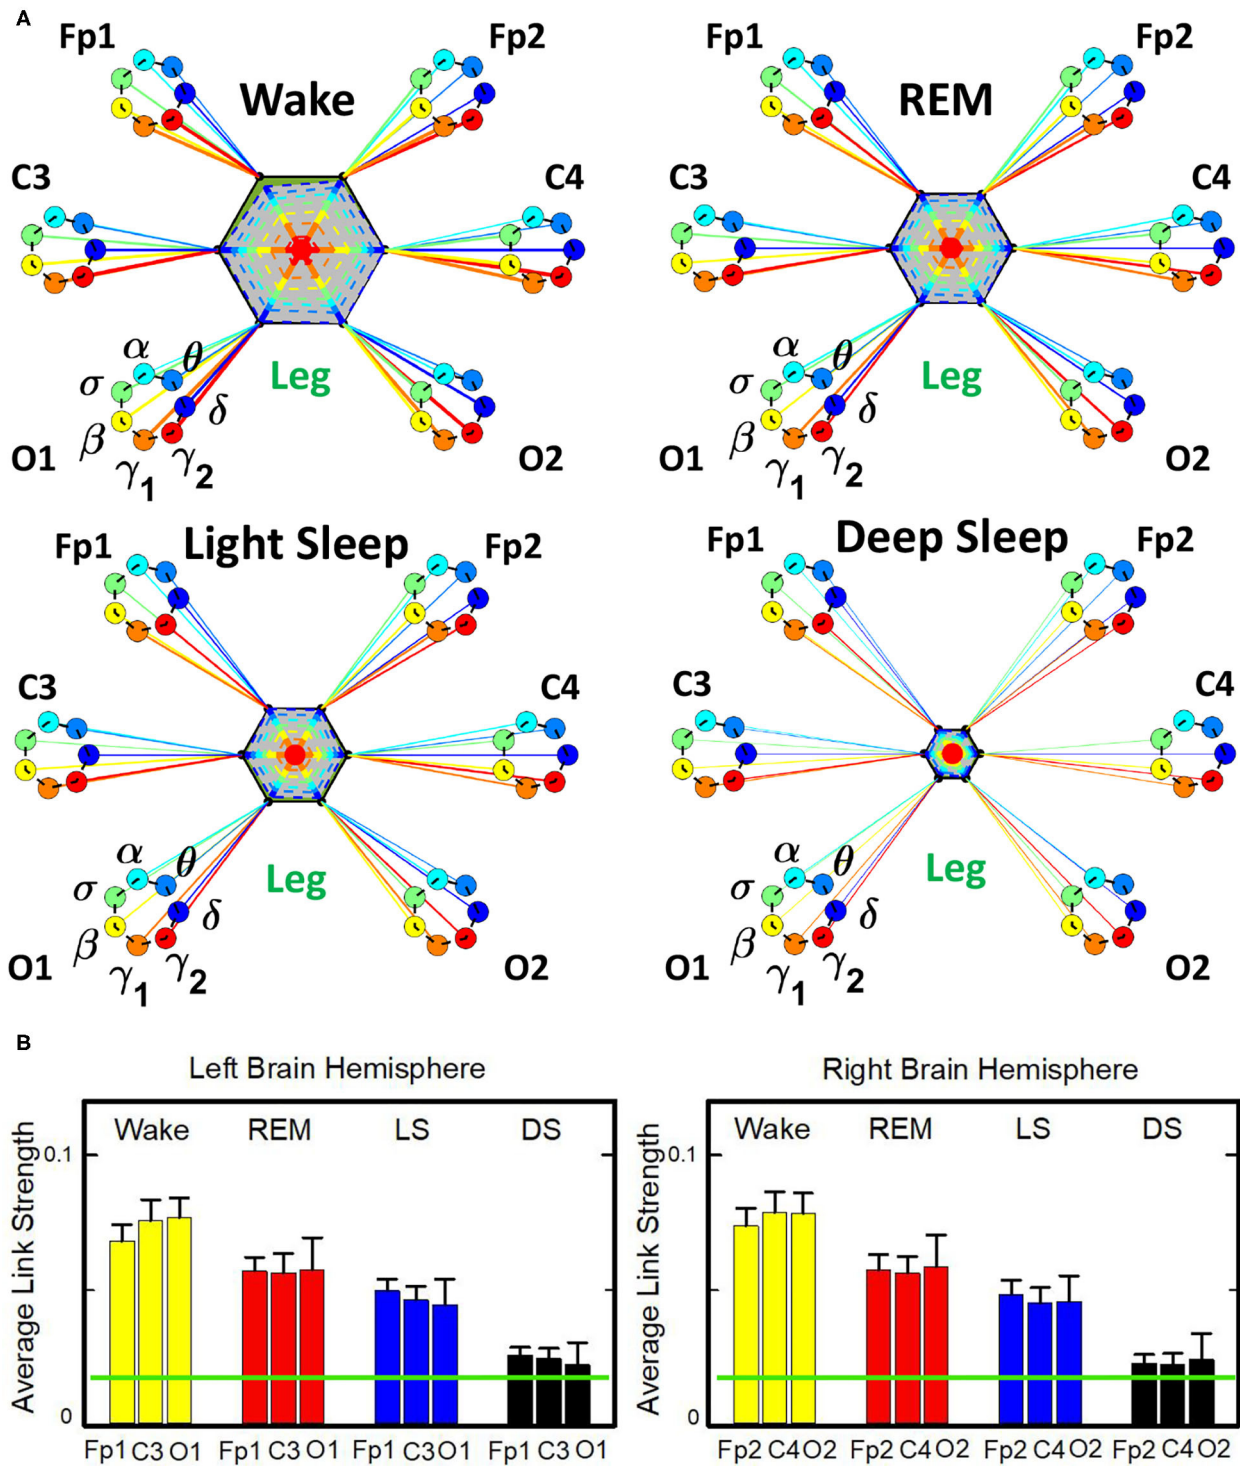 A
Fp1 Fp2
Wake
C3 C4
α θ
σ δ
β
γ1 γ2
Leg
O1 O2
Fp1 Fp2
REM
C3 C4
α θ
σ δ
β
γ1 γ2
Leg
O1 O2
Fp1 Light Sleep Fp2
C3 C4
α θ
σ δ
β
γ1 γ2
Leg
O1 O2
Fp1 Deep Sleep Fp2
C3 C4
α θ
σ δ
β
γ1 γ2
Leg
O1 O2
B
Left Brain Hemisphere
Wake REM LS DS
Average Link Strength
0.1
0
Fp1 C3 O1 Fp1 C3 O1 Fp1 C3 O1 Fp1 C3 O1
Right Brain Hemisphere
Wake REM LS DS
Average Link Strength
0.1
0
Fp2 C4 O2 Fp2 C4 O2 Fp2 C4 O2 Fp2 C4 O2